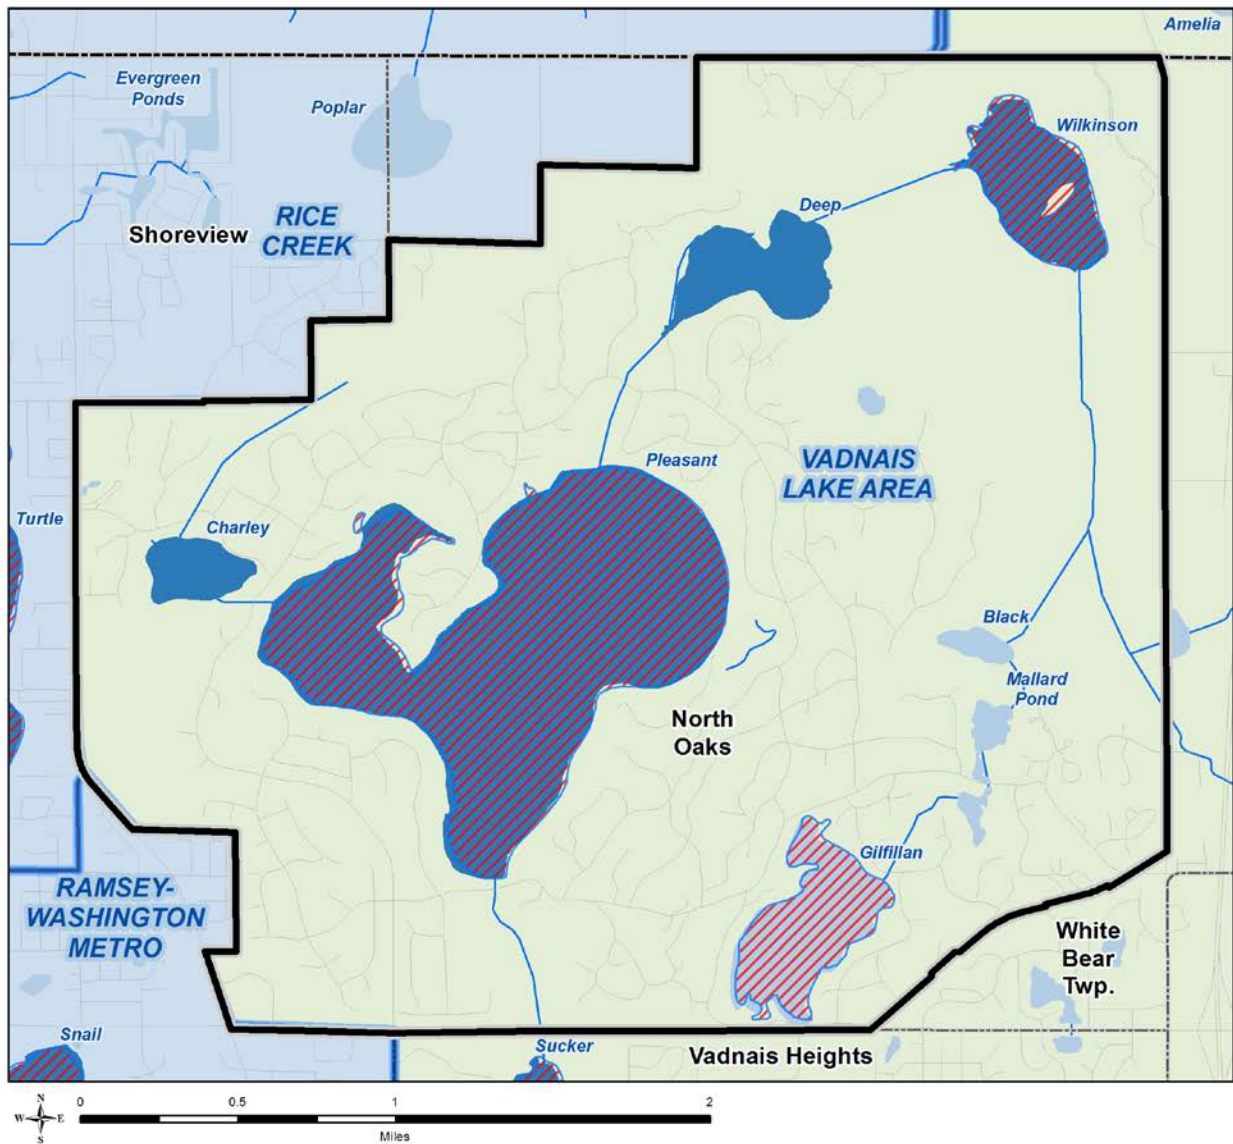 Amelia
Evergreen
Ponds
Poplar
Wilkinson
Deep
RICE
CREEK
Shoreview
Pleasant
VADNAIS
LAKE AREA
Turtle
Charley
Black
Mallard
Pond
North
Oaks
Gilfillan
RAMSEY-
WASHINGTON
METRO
White
Bear
Twp.
Snail
Sucker
Vadnais Heights
N
W E
S
0 0.5 1 2
Miles